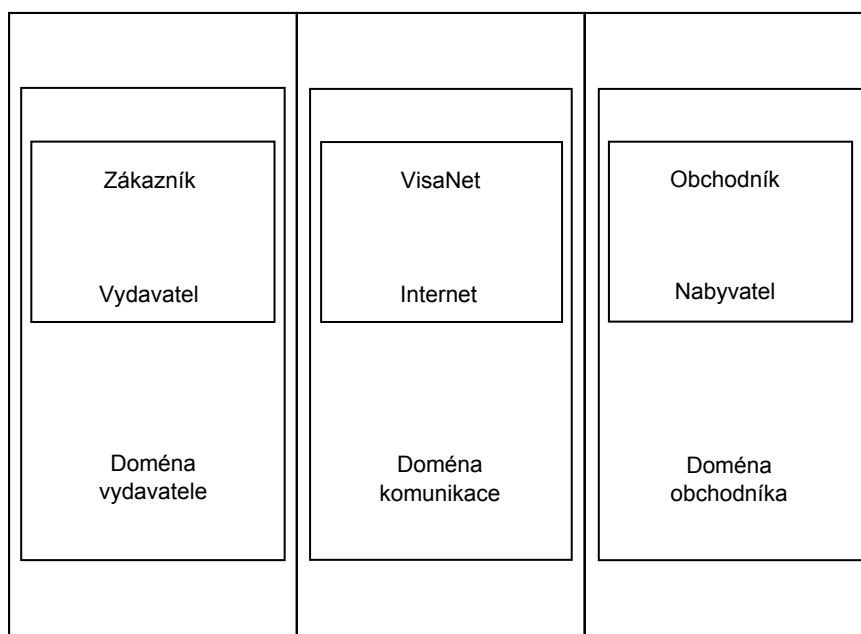 Zákazník
Vydavatel
Doména
vydavatele
VisaNet
Internet
Doména
komunikace
Obchodník
Nabyvatel
Doména
obchodníka